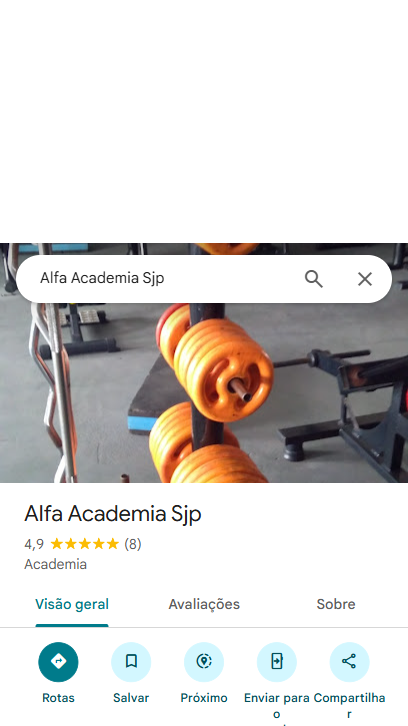 Alfa Academia Sjp
Alfa Academia Sjp
4,9 (8)
Academia
Visão geral Avaliações Sobre
Rotas Salvar Próximo Enviar para Compartilha
o r